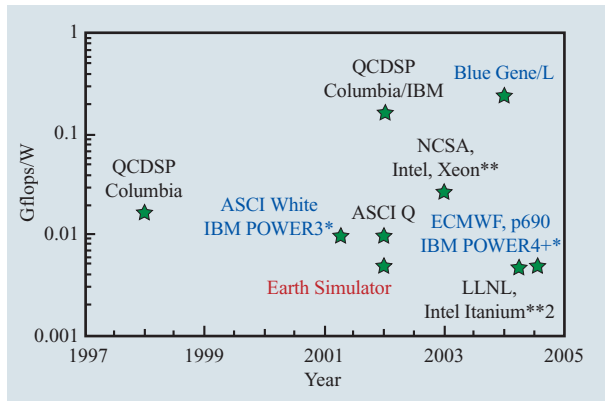 1
0.1
0.01
0.001
Gflops/W
1997
1999
2001
2003
2005
Year
QCDSP
Columbia
QCDSP
Columbia/IBM
Blue Gene/L
NCSA,
Intel, Xeon**
ASCI White
IBM POWER3*
ASCI Q
ECMWF, p690
IBM POWER4+*
Earth Simulator
LLNL,
Intel Itanium**2